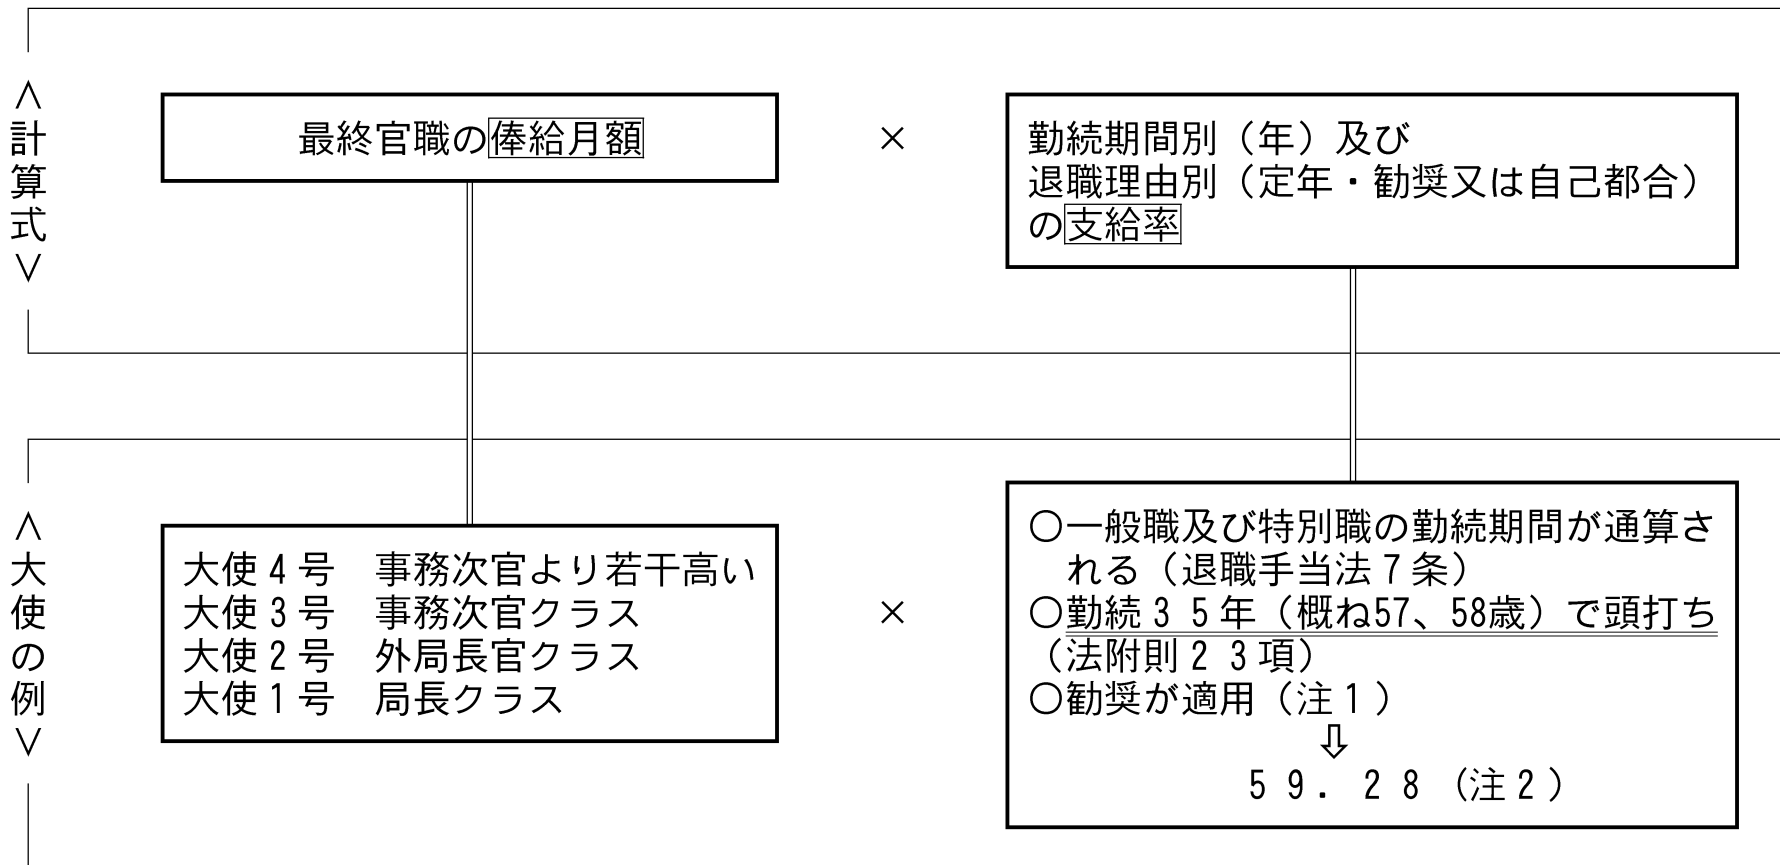 ＜計算式＞
最終官職の俸給月額
×
勤続期間別（年）及び
退職理由別（定年・勧奨又は自己都合）
の支給率
＜大使の例＞
大使４号　事務次官より若干高い
大使３号　事務次官クラス
大使２号　外局長官クラス
大使１号　局長クラス
×
○一般職及び特別職の勤続期間が通算さ
れる（退職手当法７条）
○勤続３５年（概ね57、58歳）で頭打ち
（法附則２３項）
○勧奨が適用（注１）
⇩
５９．２８（注２）